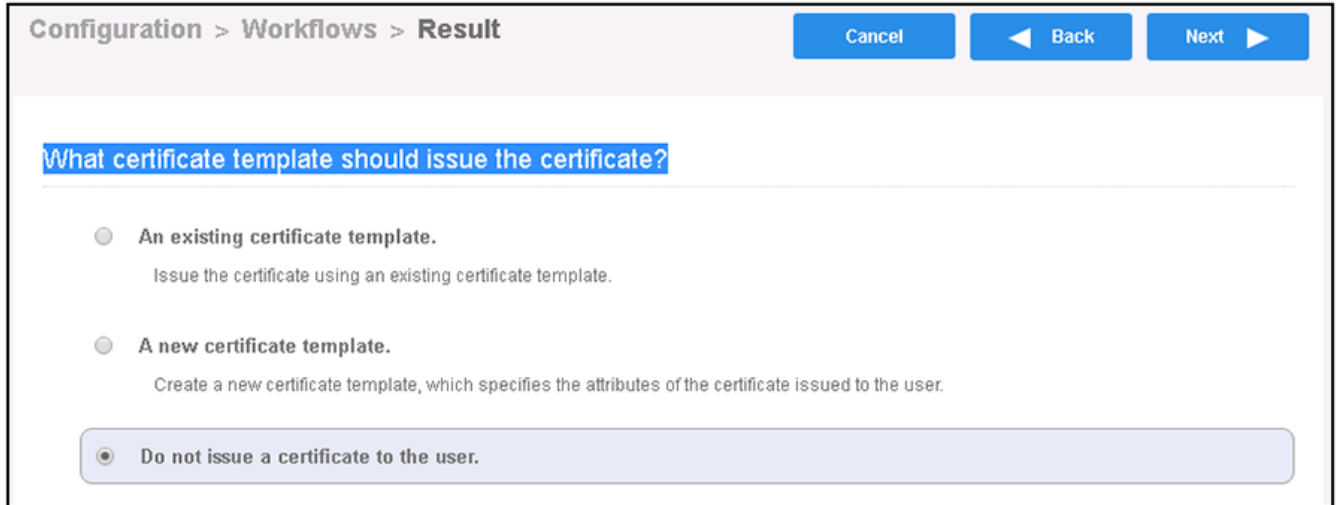 Configuration > Workflows > Result
Cancel
Back
Next
What certificate template should issue the certificate?
An existing certificate template.
Issue the certificate using an existing certificate template.
A new certificate template.
Create a new certificate template, which specifies the attributes of the certificate issued to the user.
Do not issue a certificate to the user.